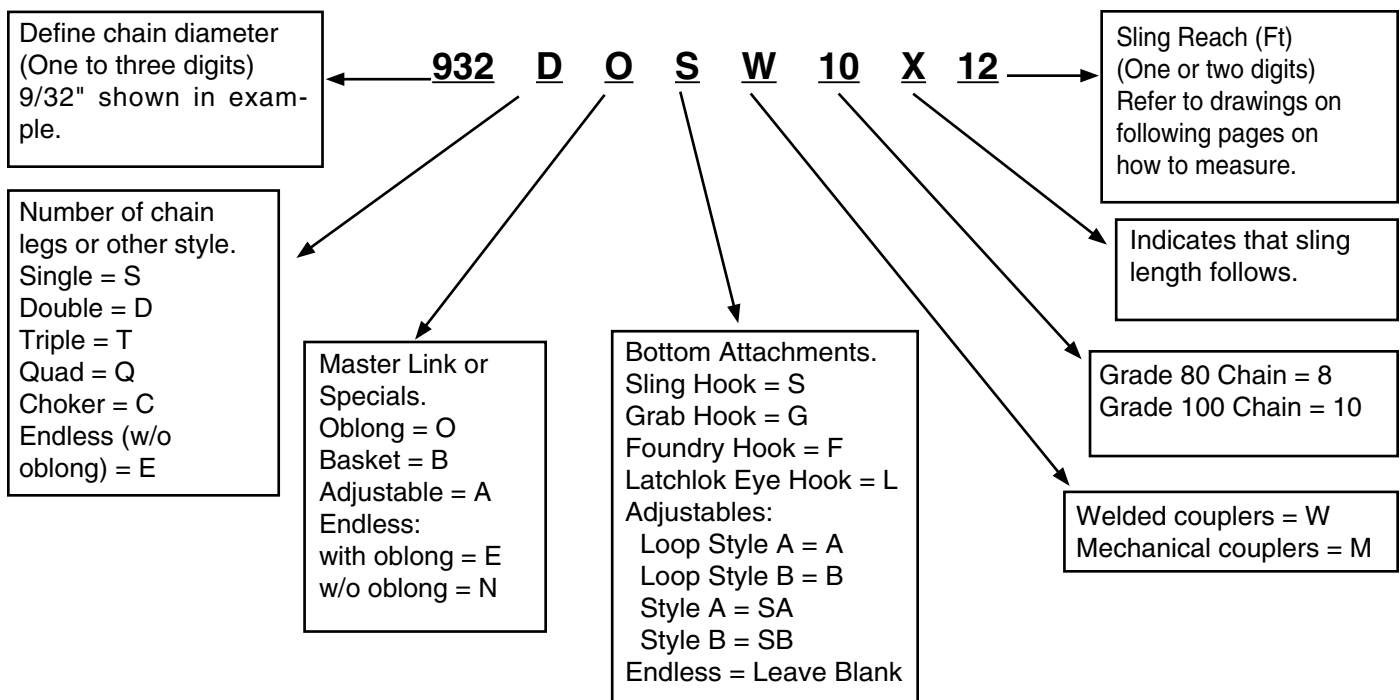 932 D O S W 10 X 12
Define chain diameter
(One to three digits)
9/32" shown in exam-
ple.
Sling Reach (Ft)
(One or two digits)
Refer to drawings on
following pages on
how to measure.
Number of chain
legs or other style.
Single = S
Double = D
Triple = T
Quad = Q
Choker = C
Endless (w/o
oblong) = E
Master Link or
Specials.
Oblong = O
Basket = B
Adjustable = A
Endless:
with oblong = E
w/o oblong = N
Bottom Attachments.
Sling Hook = S
Grab Hook = G
Foundry Hook = F
Latchlok Eye Hook = L
Adjustables:
Loop Style A = A
Loop Style B = B
Style A = SA
Style B = SB
Endless = Leave Blank
Indicates that sling
length follows.
Grade 80 Chain = 8
Grade 100 Chain = 10
Welded couplers = W
Mechanical couplers = M